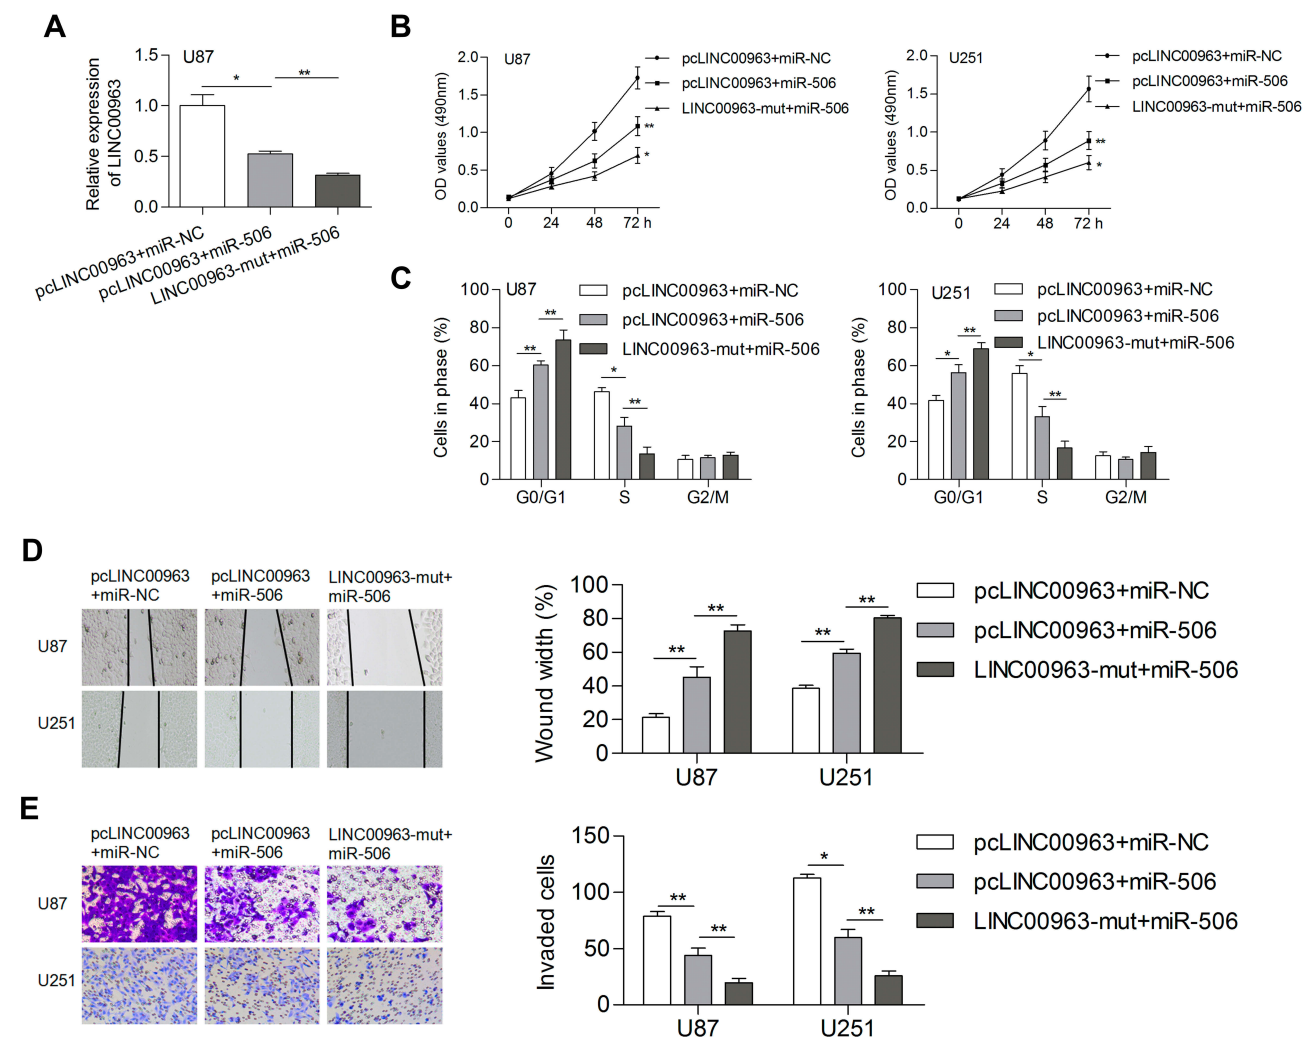 A
U87
Relative expression
of LINC00963
1.5
1.0
0.5
0.0
*
**
pcLINC00963+miR-NC
pcLINC00963+miR-506
LINC00963-mut+miR-506
B
U87
OD values (490nm)
2.0
1.5
1.0
0.5
0.0
0 24 48 72 h
pcLINC00963+miR-NC
pcLINC00963+miR-506
LINC00963-mut+miR-506
**
*
U251
OD values (490nm)
2.0
1.5
1.0
0.5
0.0
0 24 48 72 h
pcLINC00963+miR-NC
pcLINC00963+miR-506
LINC00963-mut+miR-506
**
*
C
U87
Cells in phase (%)
100
80
60
40
20
0
** **
* **
G0/G1 S G2/M
pcLINC00963+miR-NC
pcLINC00963+miR-506
LINC00963-mut+miR-506
U251
Cells in phase (%)
100
80
60
40
20
0
* **
* **
G0/G1 S G2/M
pcLINC00963+miR-NC
pcLINC00963+miR-506
LINC00963-mut+miR-506
D
pcLINC00963
+miR-NC
pcLINC00963
+miR-506
LINC00963-mut+
miR-506
U87
U251
Wound width (%)
100
80
60
40
20
0
** **
** **
U87 U251
pcLINC00963+miR-NC
pcLINC00963+miR-506
LINC00963-mut+miR-506
E
pcLINC00963
+miR-NC
pcLINC00963
+miR-506
LINC00963-mut+
miR-506
U87
U251
Invaded cells
150
100
50
0
** **
* **
U87 U251
pcLINC00963+miR-NC
pcLINC00963+miR-506
LINC00963-mut+miR-506